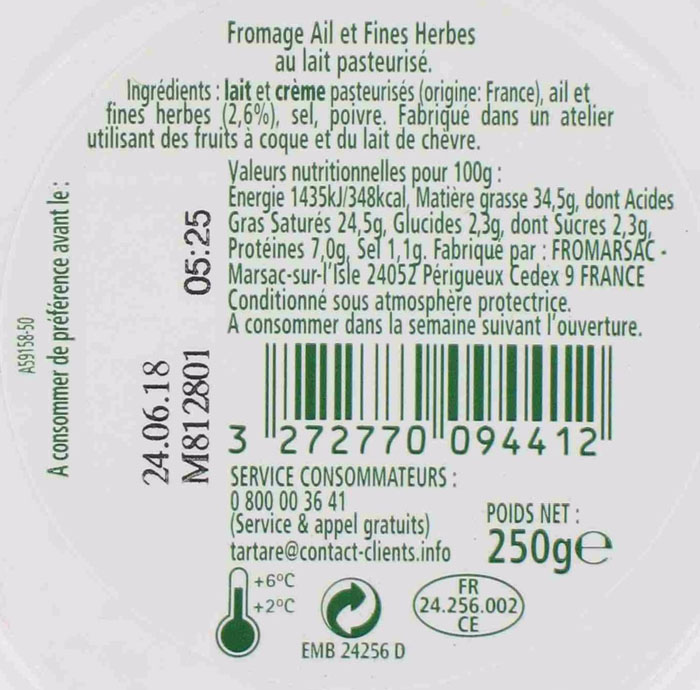 Fromage Ail et Fines Herbes
au lait pasteurisé.
Ingrédients : lait et crème pasteurisés (origine: France), ail et
fines herbes (2,6%), sel, poivre. Fabriqué dans un atelier
utilisant des fruits à coque et du lait de chèvre.
Valeurs nutritionnelles pour 100g :
Energie 1435kJ/348kcal, Matière grasse 34,5g, dont Acides
Gras Saturés 24,5g, Glucides 2,3g, dont Sucres 2,3g,
Protéines 7,0g, Sel 1,1g. Fabriqué par : FROMARSAC -
Marsac-sur-l'Isle 24052 Périgueux Cedex 9 FRANCE
Conditionné sous atmosphère protectrice.
A consommer dans la semaine suivant l'ouverture.
A59158-50
A consommer de préférence avant le :
24.06.18
M812801 05:25
3 272770 094412
SERVICE CONSOMMATEURS :
0 800 00 36 41
(Service & appel gratuits)
tartare@contact-clients.info
POIDS NET :
250g℮
+6°C
+2°C
EMB 24256 D
FR
24.256.002
CE